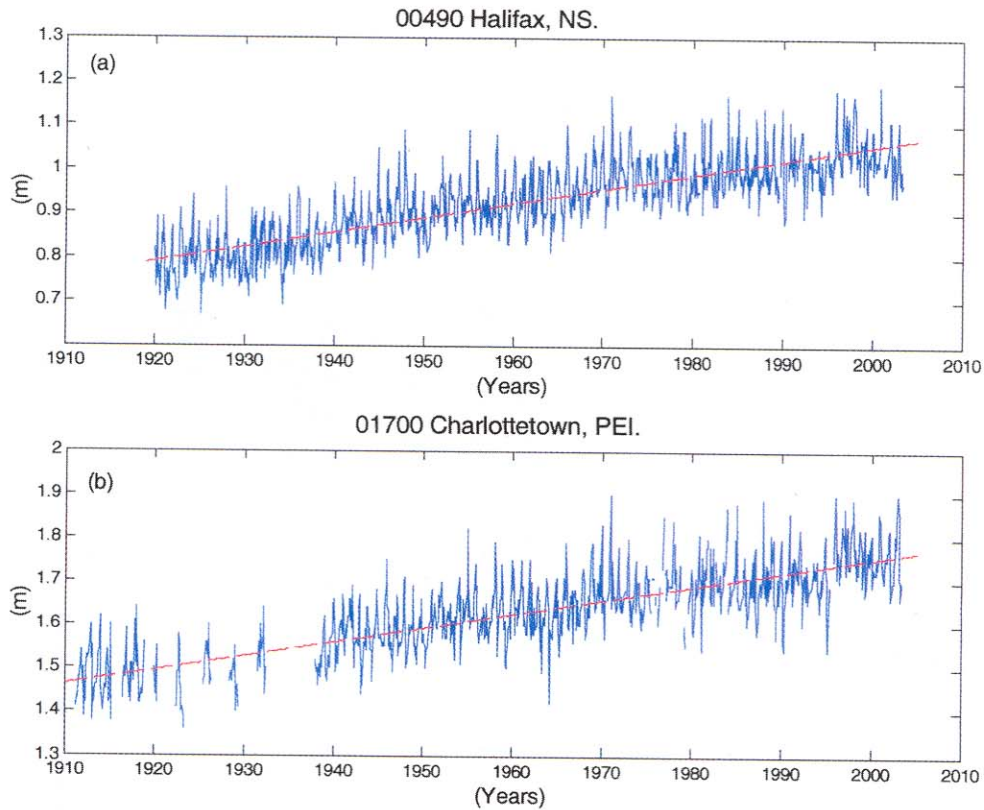 00490 Halifax, NS.
1.3
(a)
1.2
1.1
1
0.9
0.8
0.7
(m)
1910 1920 1930 1940 1950 1960 1970 1980 1990 2000 2010
(Years)
01700 Charlottetown, PEI.
2
(b)
1.9
1.8
1.7
1.6
1.5
1.4
1.3
(m)
1910 1920 1930 1940 1950 1960 1970 1980 1990 2000 2010
(Years)